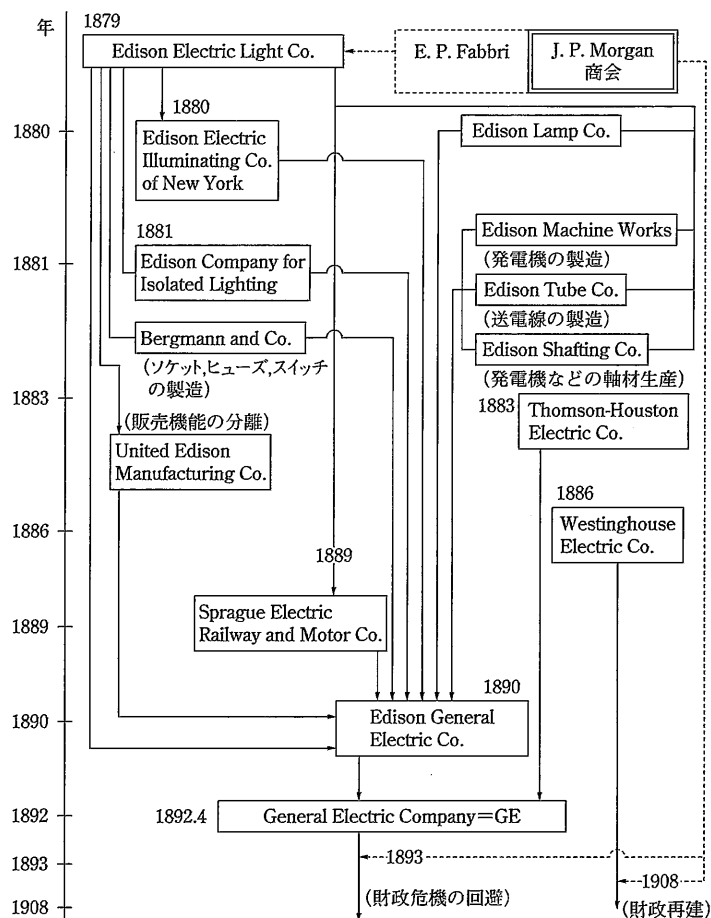 年
1879
Edison Electric Light Co.
E. P. Fabbri
J. P. Morgan
商会
1880
1880
Edison Electric
Illuminating Co.
of New York
Edison Lamp Co.
1881
1881
Edison Company for
Isolated Lighting
Edison Machine Works
(発電機の製造)
Edison Tube Co.
(送電線の製造)
Bergmann and Co.
(ソケット,ヒューズ,スイッチ
の製造)
Edison Shafting Co.
(発電機などの軸材生産)
1883
1883
Thomson-Houston
Electric Co.
(販売機能の分離)
United Edison
Manufacturing Co.
1886
1886
Westinghouse
Electric Co.
1889
1889
Sprague Electric
Railway and Motor Co.
1890
1890
Edison General
Electric Co.
1892
1892.4
General Electric Company=GE
1893
1893
(財政危機の回避)
1908
1908
(財政再建)